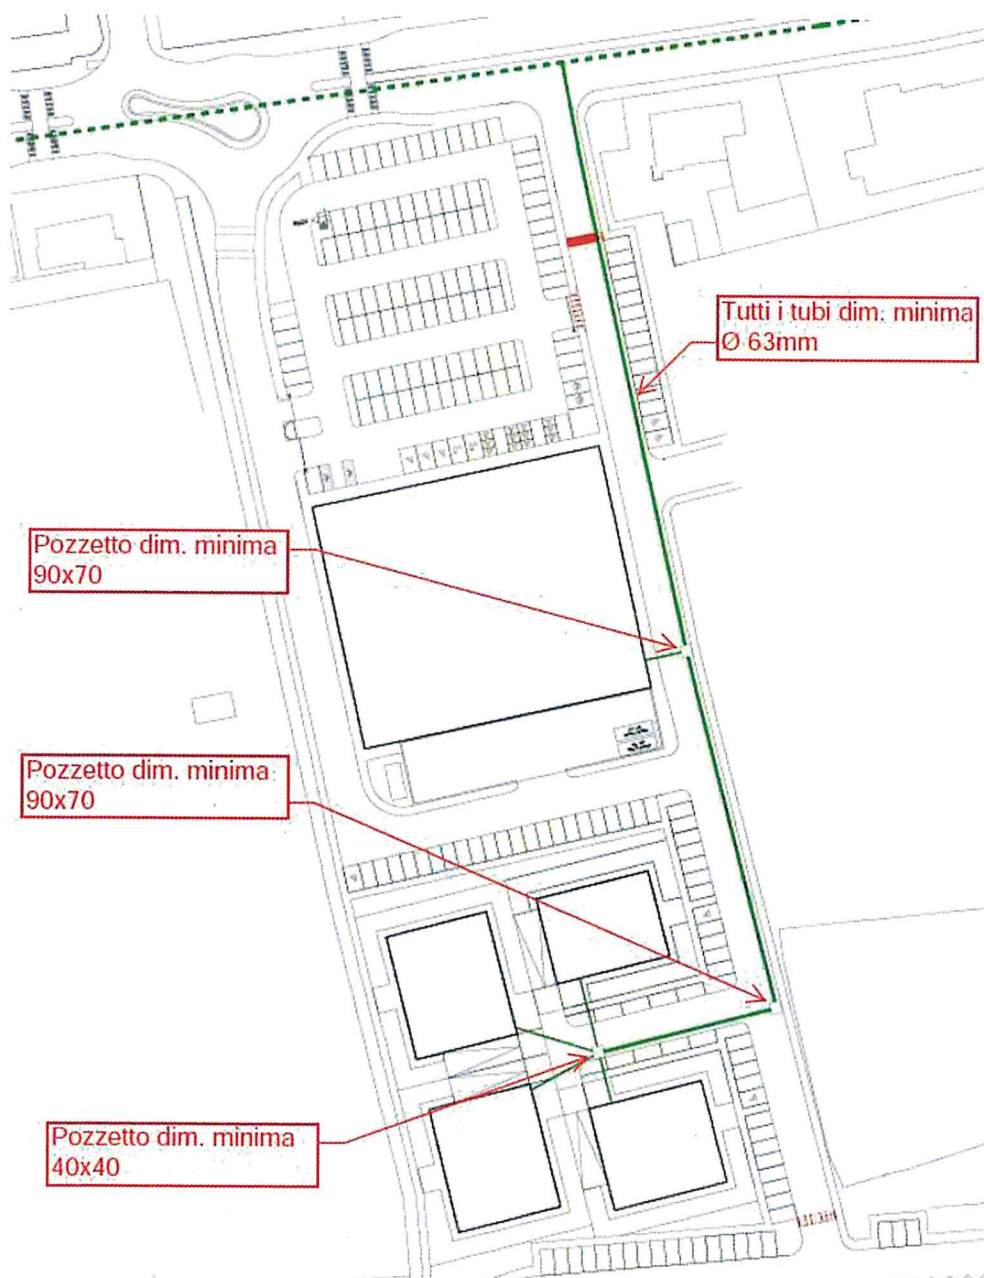 Tutti i tubi dim. minima
Ø 63mm
Pozzetto dim. minima
90x70
Pozzetto dim. minima
90x70
Pozzetto dim. minima
40x40